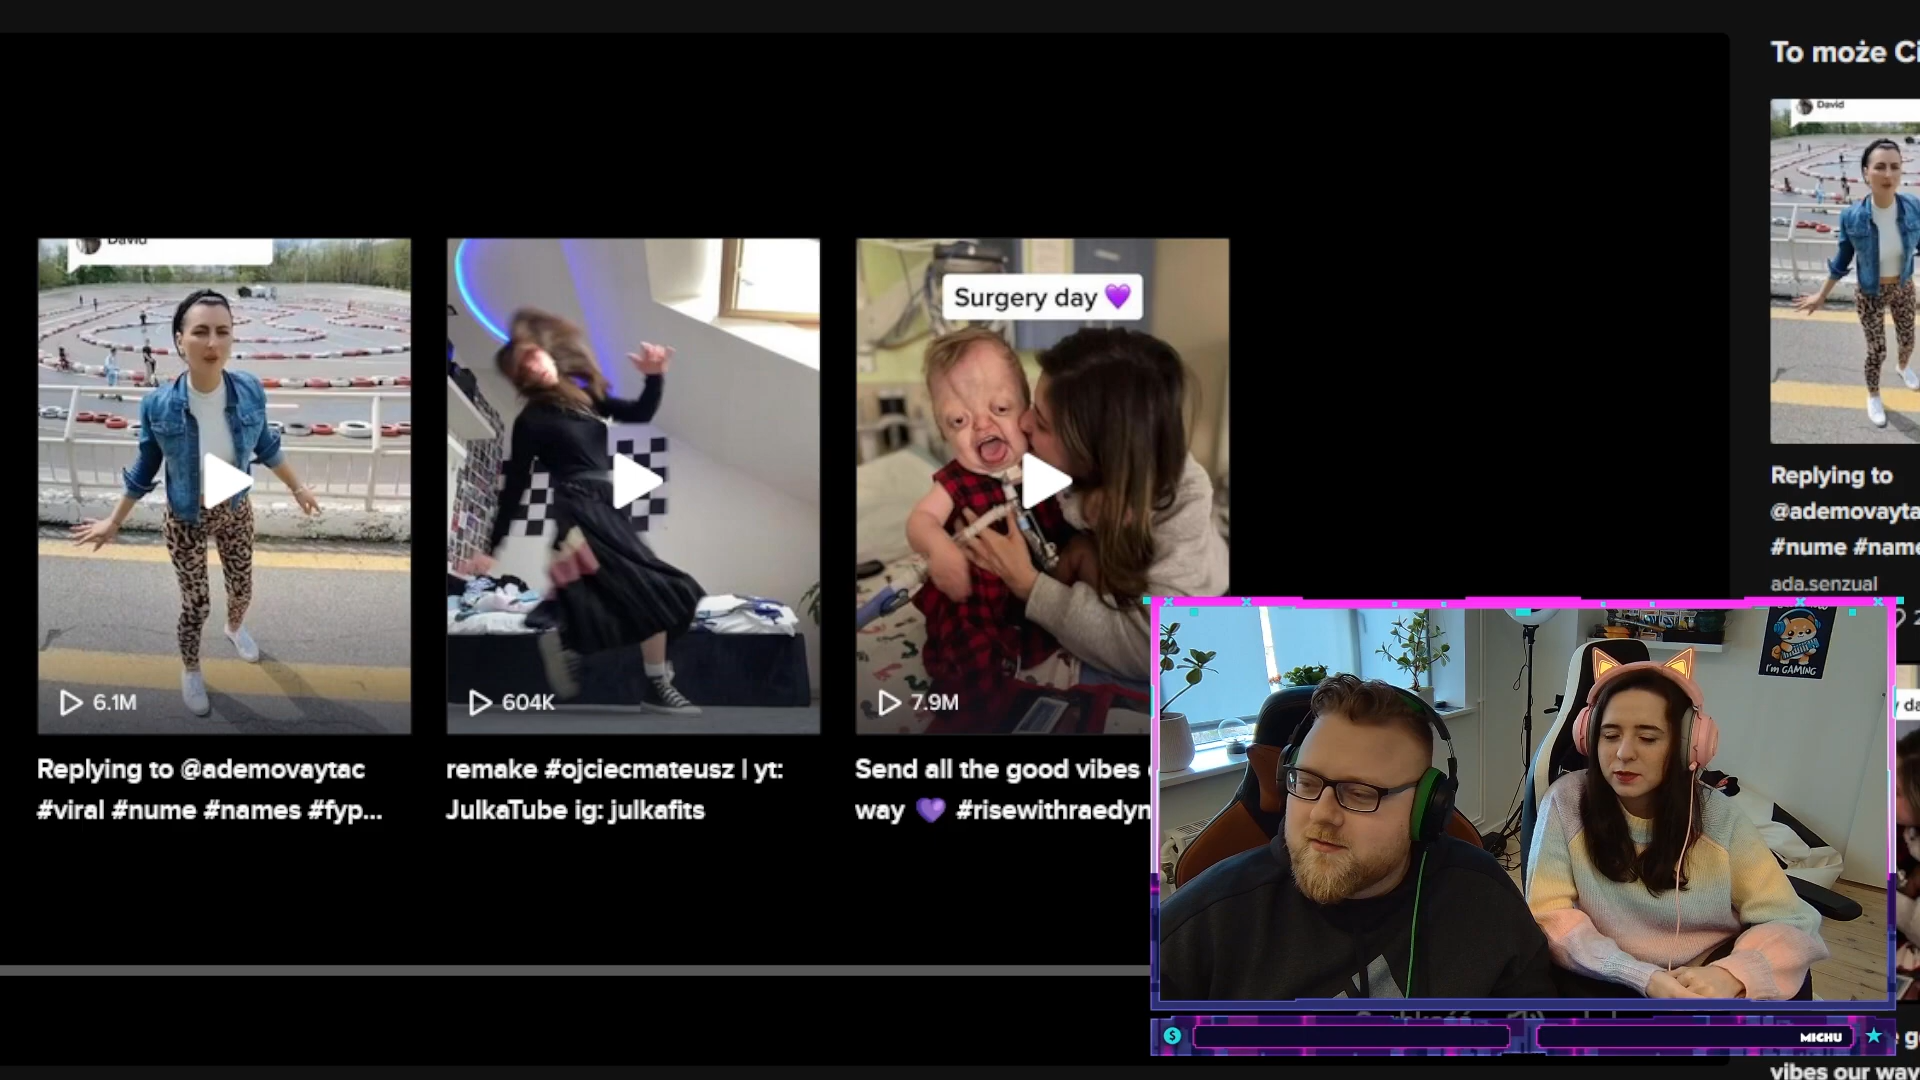 To może
David
David
Surgery day 💜
6.1M
604K
7.9M
Replying to @ademovaytac
#viral #nume #names #fyp...
remake #ojciecmateusz | yt:
JulkaTube ig: julkafits
Send all the good vibes
way 💜 #risewithraedyn
Replying to
@ademovayta
#nume #name
ada.senzual
I'm GAMING
MICHU
vibes our way